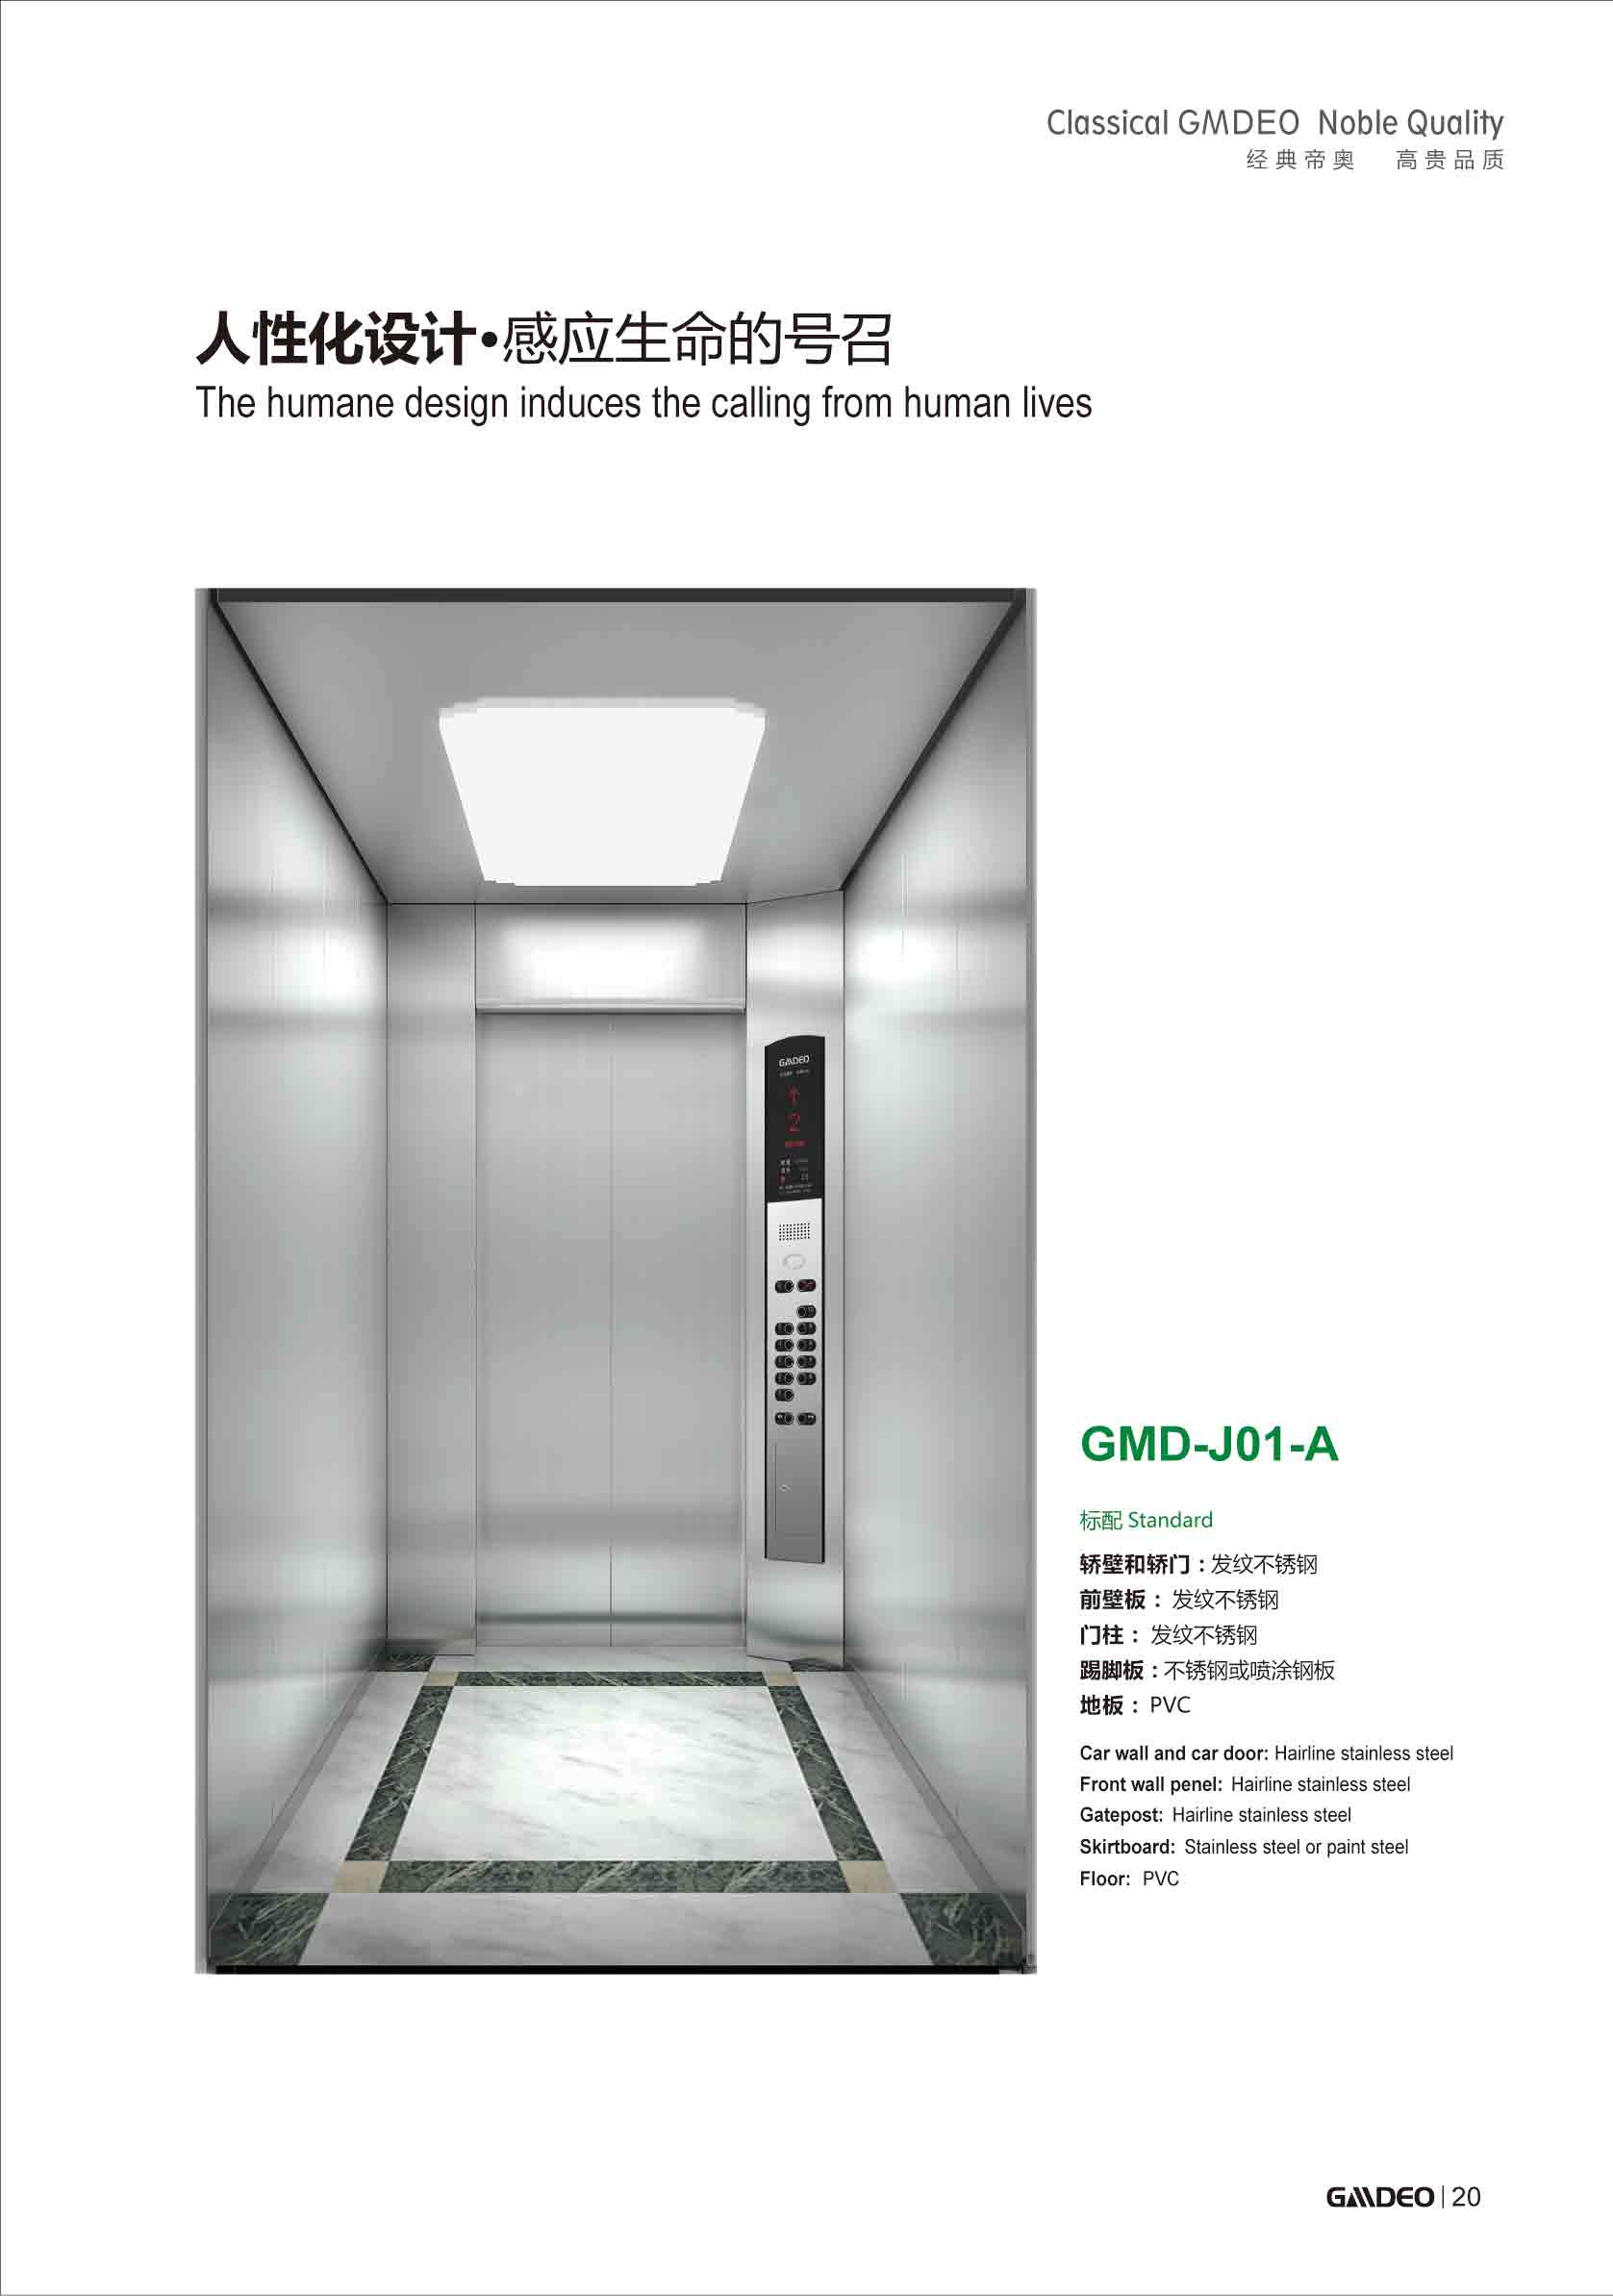 Classical GMDEO Noble Quality
经典帝奥 高贵品质
人性化设计•感应生命的号召
The humane design induces the calling from human lives
GMDEO
2
GMD-J01-A
标配 Standard
轿壁和轿门：发纹不锈钢
前壁板： 发纹不锈钢
门柱： 发纹不锈钢
踢脚板：不锈钢或喷涂钢板
地板： PVC
Car wall and car door: Hairline stainless steel
Front wall penel: Hairline stainless steel
Gatepost: Hairline stainless steel
Skirtboard: Stainless steel or paint steel
Floor: PVC
GMDEO | 20